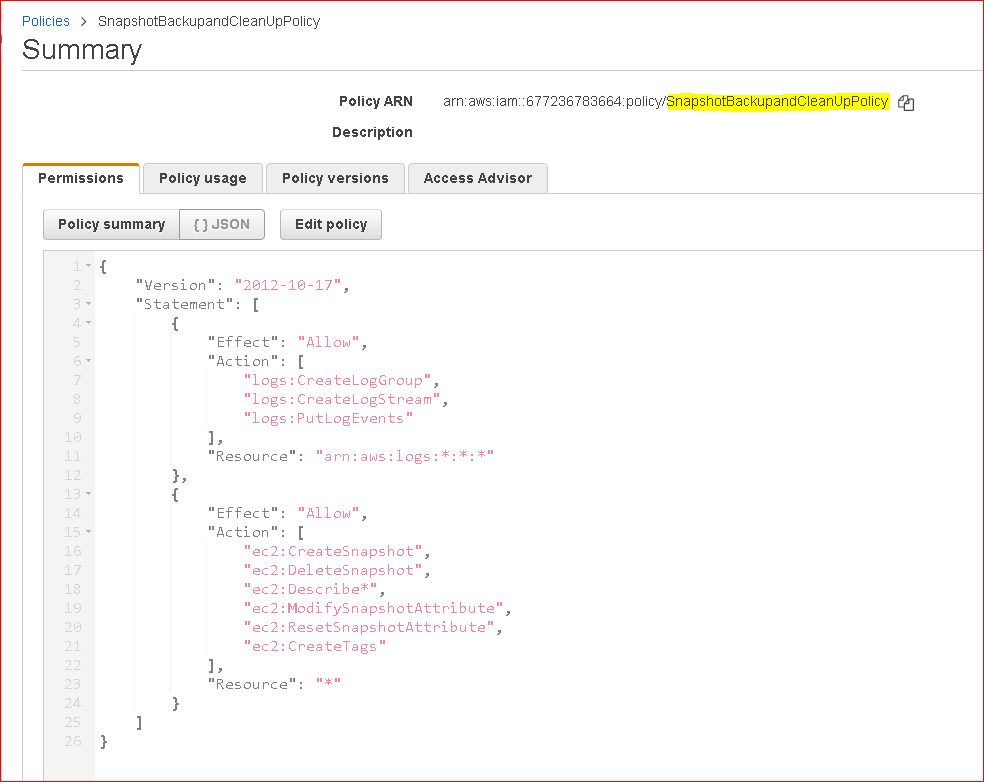 Policies > SnapshotBackupandCleanUpPolicy
Summary
Policy ARN arn:aws:iam::677236783664:policy/SnapshotBackupandCleanUpPolicy
Description
Permissions Policy usage Policy versions Access Advisor
Policy summary { } JSON Edit policy
1 {
2 "Version": "2012-10-17",
3 "Statement": [
4 {
5 "Effect": "Allow",
6 "Action": [
7 "logs:CreateLogGroup",
8 "logs:CreateLogStream",
9 "logs:PutLogEvents"
10 ],
11 "Resource": "arn:aws:logs:*:*:*"
12 },
13 {
14 "Effect": "Allow",
15 "Action": [
16 "ec2:CreateSnapshot",
17 "ec2:DeleteSnapshot",
18 "ec2:Describe*",
19 "ec2:ModifySnapshotAttribute",
20 "ec2:ResetSnapshotAttribute",
21 "ec2:CreateTags"
22 ],
23 "Resource": "*"
24 }
25 ]
26 }